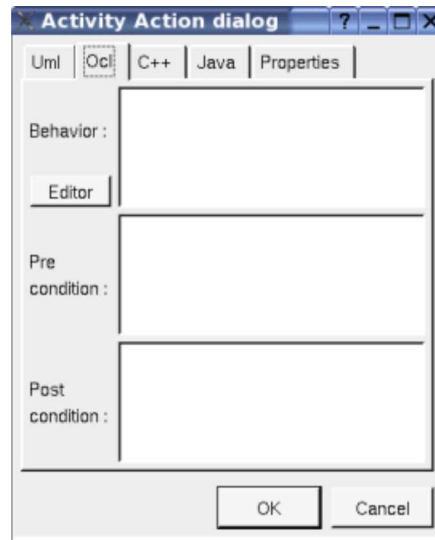 Activity Action dialog
Uml Ocl C++ Java Properties
Behavior :
Editor
Pre
condition :
Post
condition :
OK Cancel